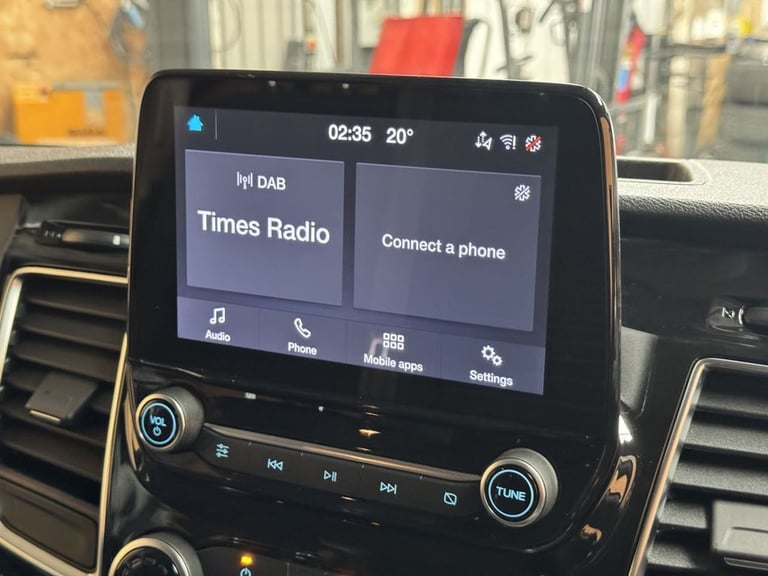 02:35 20°
DAB
Times Radio
Connect a phone
Audio
Phone
Mobile apps
Settings
VOL
TUNE